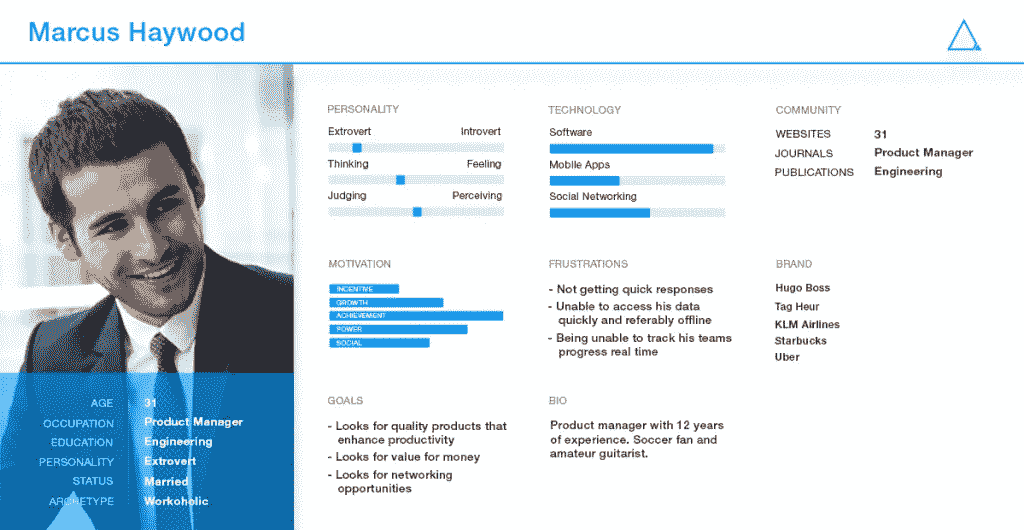 Marcus Haywood
AGE 31
OCCUPATION Product Manager
EDUCATION Engineering
PERSONALITY Extrovert
STATUS Married
ARCHETYPE Workoholic
PERSONALITY
Extrovert Introvert
Thinking Feeling
Judging Perceiving
TECHNOLOGY
Software
Mobile Apps
Social Networking
COMMUNITY
WEBSITES 31
JOURNALS Product Manager
PUBLICATIONS Engineering
MOTIVATION
INCENTIVE
GROWTH
ACHIEVEMENT
POWER
SOCIAL
FRUSTRATIONS
- Not getting quick responses
- Unable to access his data
quickly and referably offline
- Being unable to track his teams
progress real time
BRAND
Hugo Boss
Tag Heur
KLM Airlines
Starbucks
Uber
GOALS
- Looks for quality products that
enhance productivity
- Looks for value for money
- Looks for networking
opportunities
BIO
Product manager with 12 years
of experience. Soccer fan and
amateur guitarist.